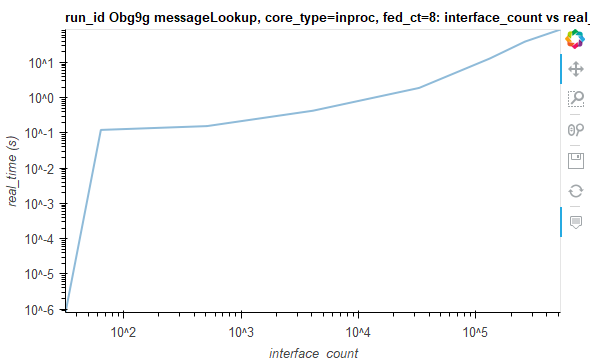 run_id Obg9g messageLookup, core_type=inproc, fed_ct=8: interface_count vs real_
10^1
10^0
10^-1
10^-2
10^-3
10^-4
10^-5
10^-6
real_time (s)
10^2 10^3 10^4 10^5
interface_count